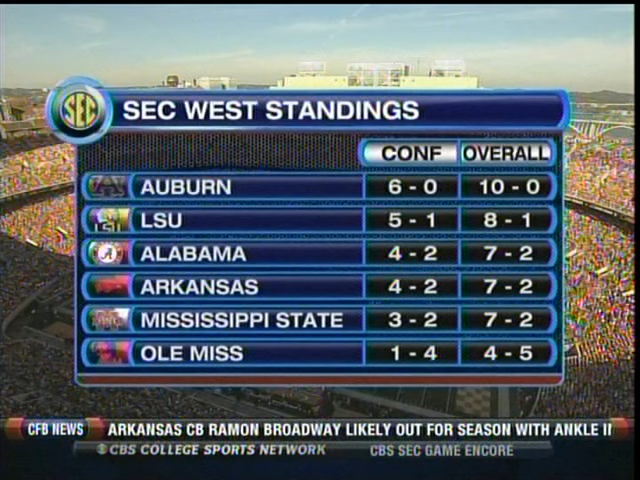 SEC
SEC WEST STANDINGS
CONF OVERALL
AUBURN 6 - 0 10 - 0
LSU 5 - 1 8 - 1
ALABAMA 4 - 2 7 - 2
ARKANSAS 4 - 2 7 - 2
MISSISSIPPI STATE 3 - 2 7 - 2
OLE MISS 1 - 4 4 - 5
CFB NEWS ARKANSAS CB RAMON BROADWAY LIKELY OUT FOR SEASON WITH ANKLE
CBS COLLEGE SPORTS NETWORK CBS SEC GAME ENCORE